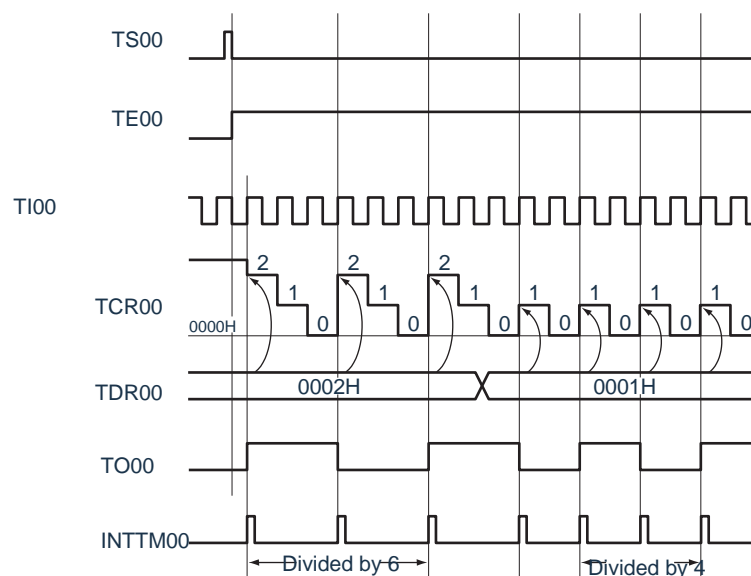 TS00
TE00
TI00
TCR00
2
2
2
1
1
1
1
1
1
1
0
0
0
0
0
0
0
0000H
TDR00
0002H
0001H
TO00
INTTM00
Divided by 6
Divided by 4